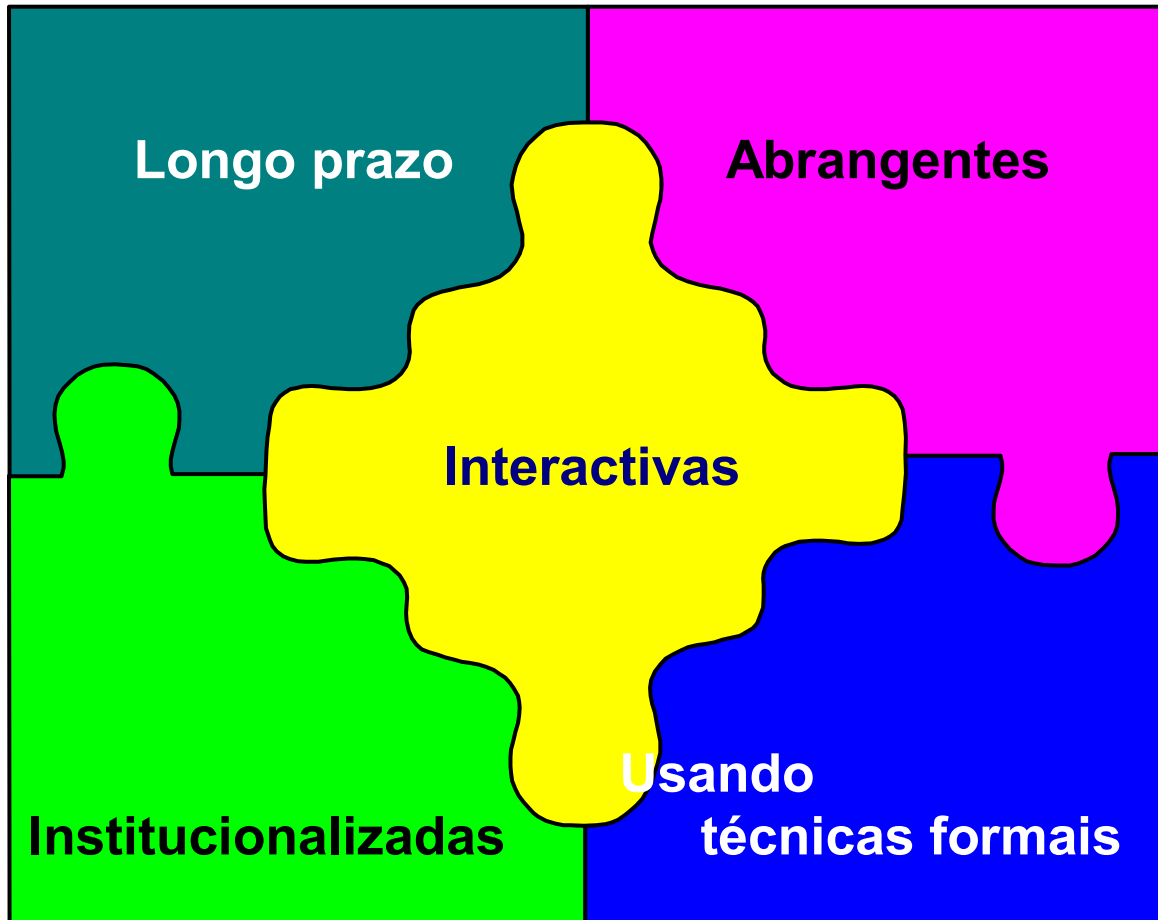 Longo prazo
Abrangentes
Interactivas
Institucionalizadas
Usando
técnicas formais